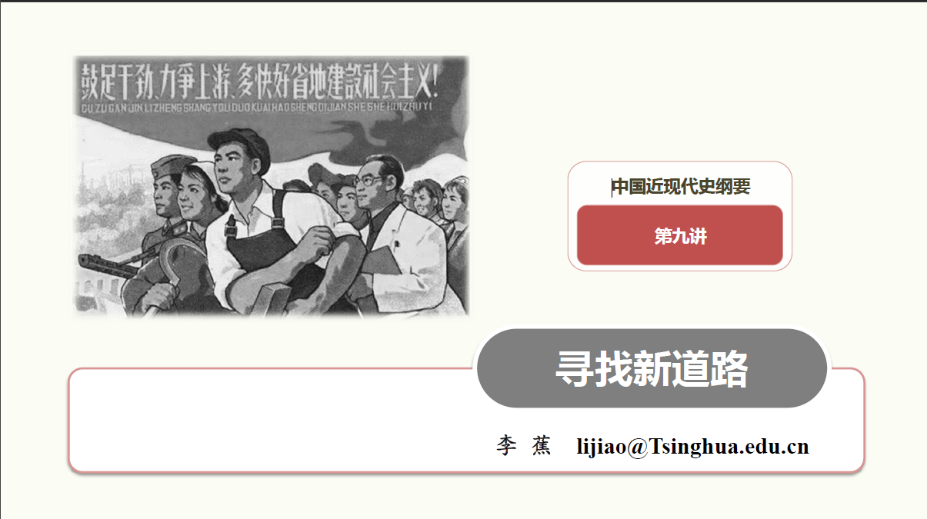 鼓足干劲、力爭上游、多快好省地建設社会主义!
GU ZU GAN JIN LI ZHENG SHANG YOU DUO KUAI HAO SHENG DI JIAN SHE SHE HUI ZHU YI
中国近现代史纲要
第九讲
寻找新道路
李 蕉 lijiao@Tsinghua.edu.cn